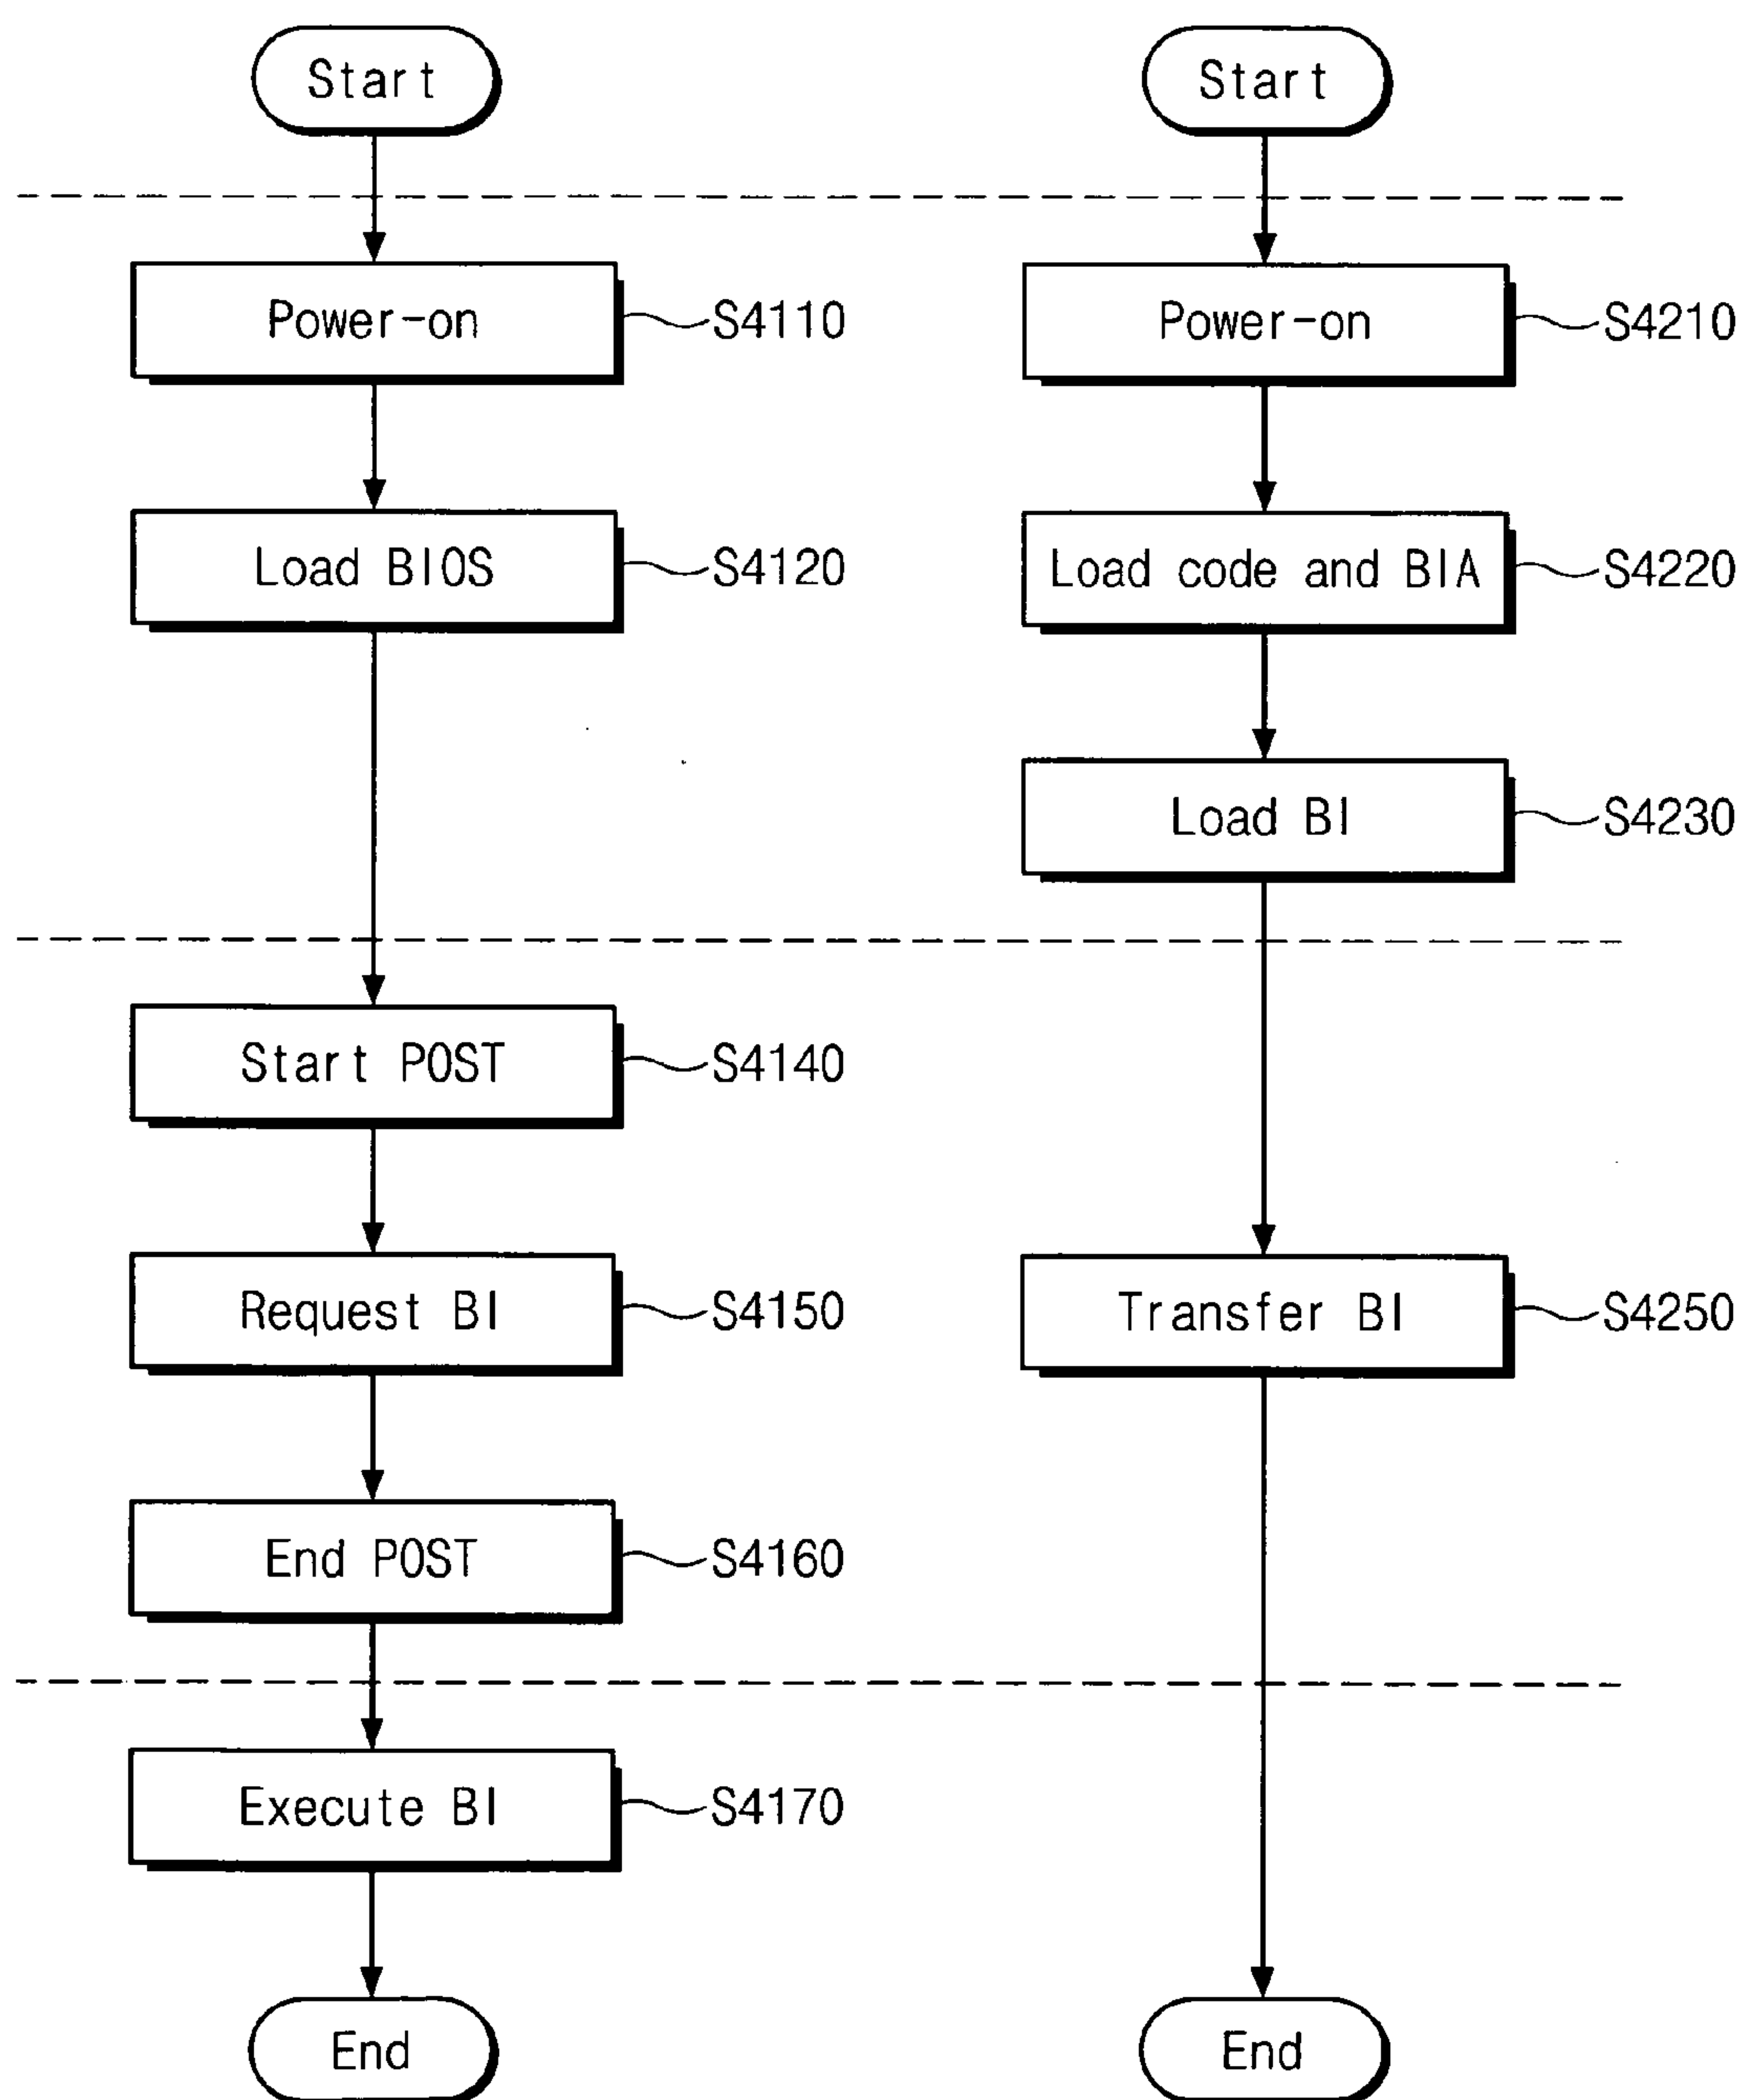 Start
Start
Power-on
S4110
Power-on
S4210
Load BIOS
S4120
Load code and BIA
S4220
Load BI
S4230
Start POST
S4140
Request BI
S4150
Transfer BI
S4250
End POST
S4160
Execute BI
S4170
End
End